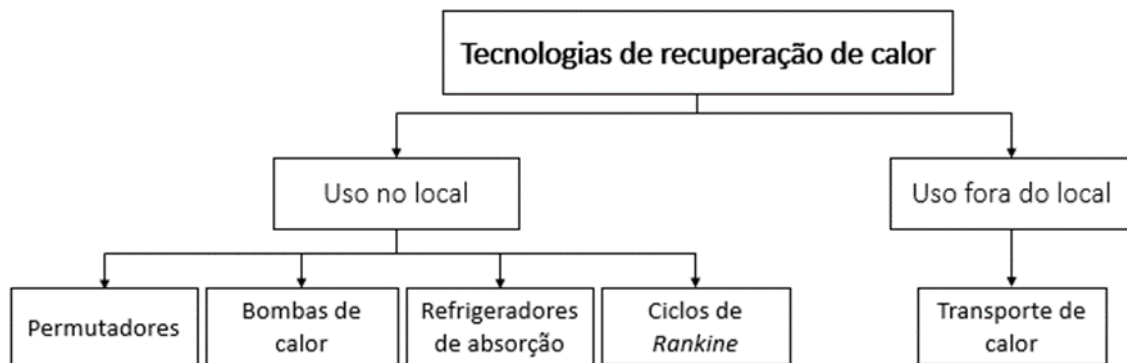 Tecnologias de recuperação de calor
Uso no local
Uso fora do local
Permutadores
Bombas de
calor
Refrigeradores
de absorção
Ciclos de
Rankine
Transporte de
calor